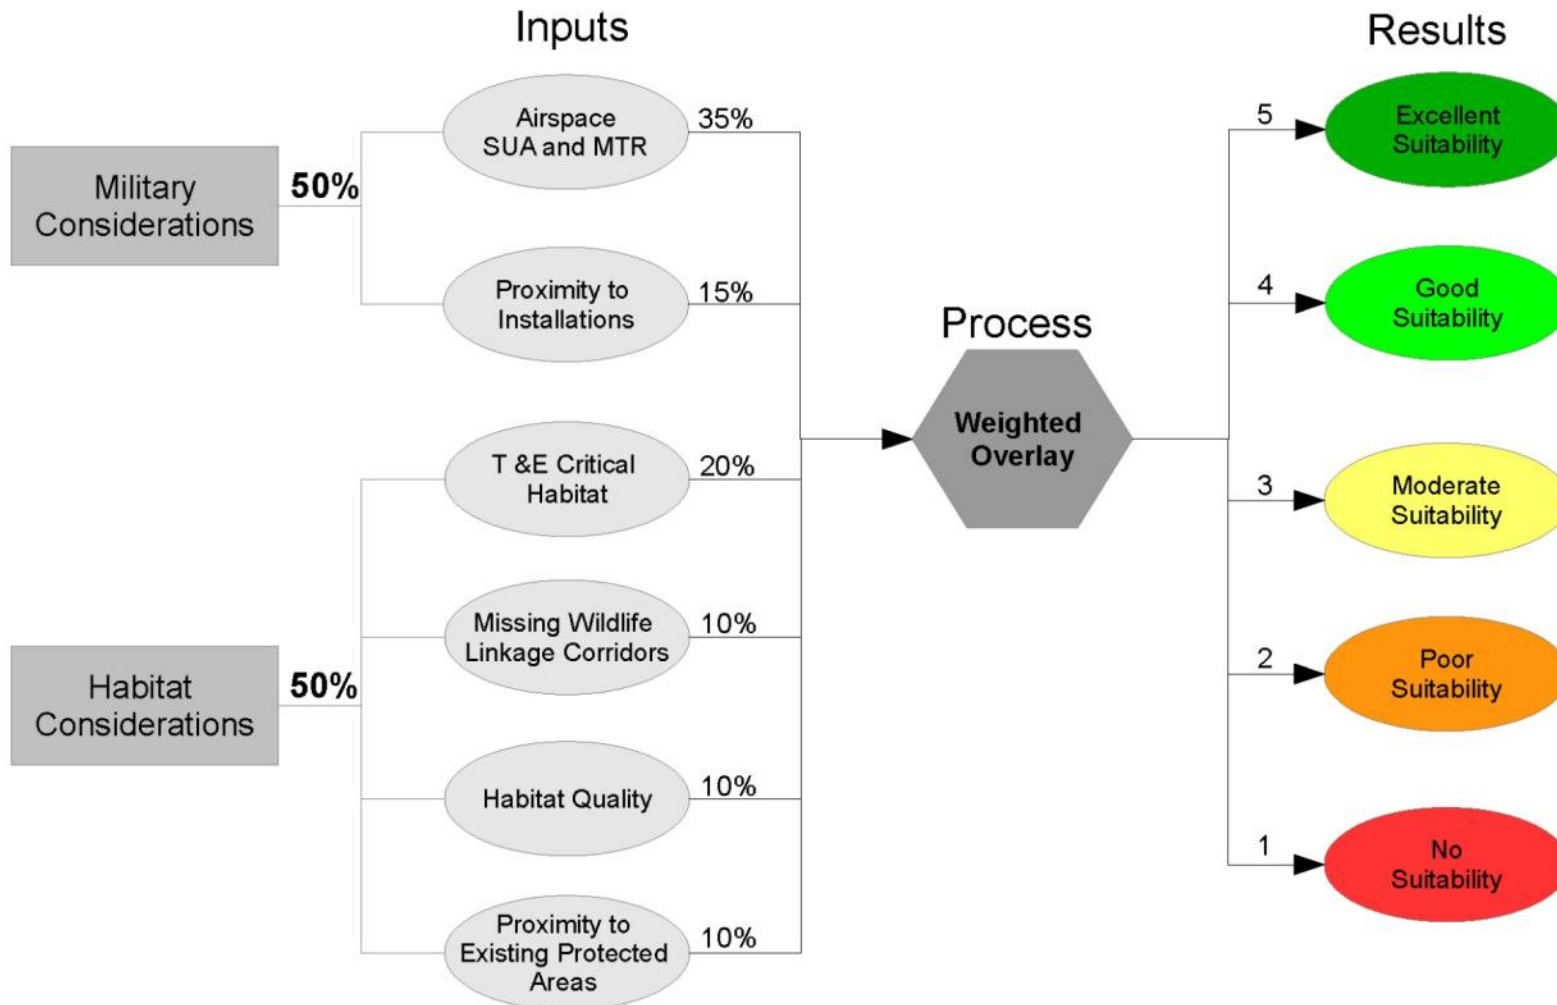 Inputs
Results
Process
Military
Considerations
50%
Airspace
SUA and MTR
35%
Proximity to
Installations
15%
Habitat
Considerations
50%
T &E Critical
Habitat
20%
Missing Wildlife
Linkage Corridors
10%
Habitat Quality
10%
Proximity to
Existing Protected
Areas
10%
Weighted
Overlay
5
Excellent
Suitability
4
Good
Suitability
3
Moderate
Suitability
2
Poor
Suitability
1
No
Suitability